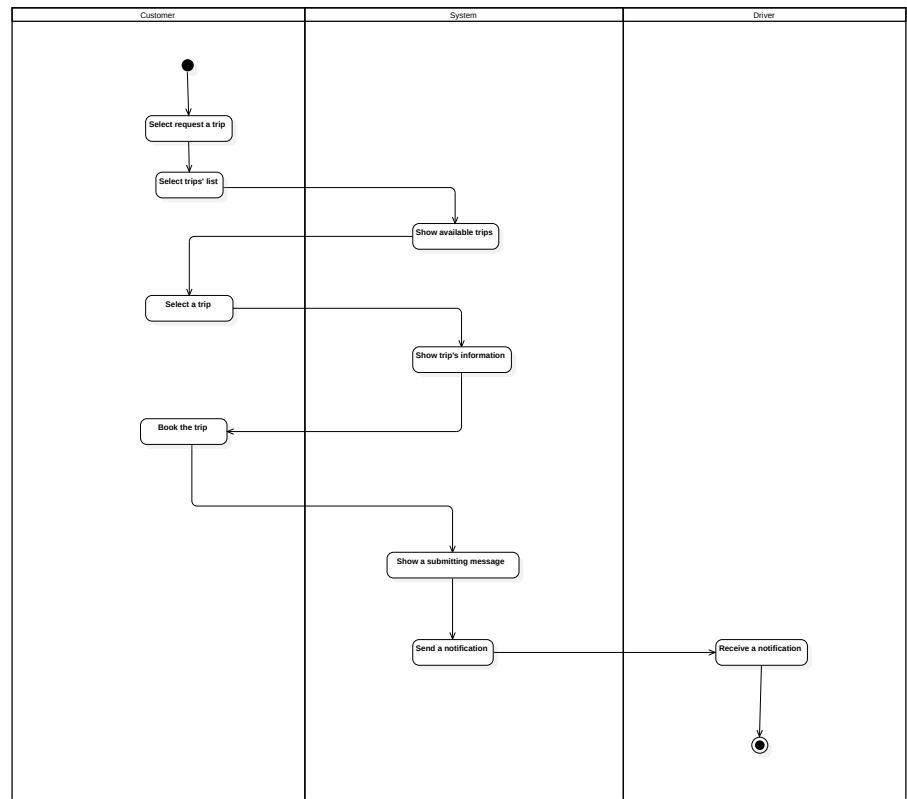 Customer
System
Driver
Select request a trip
Select trips' list
Show available trips
Select a trip
Show trip's information
Book the trip
Show a submitting message
Send a notification
Receive a notification